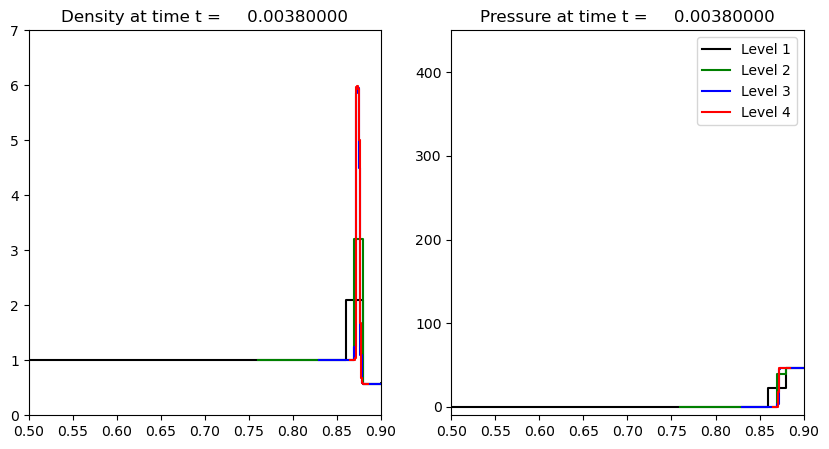 Density at time t = 0.00380000
7
6
5
4
3
2
1
0
0.50 0.55 0.60 0.65 0.70 0.75 0.80 0.85 0.90
Pressure at time t = 0.00380000
Level 1
Level 2
Level 3
Level 4
400
300
200
100
0
0.50 0.55 0.60 0.65 0.70 0.75 0.80 0.85 0.90